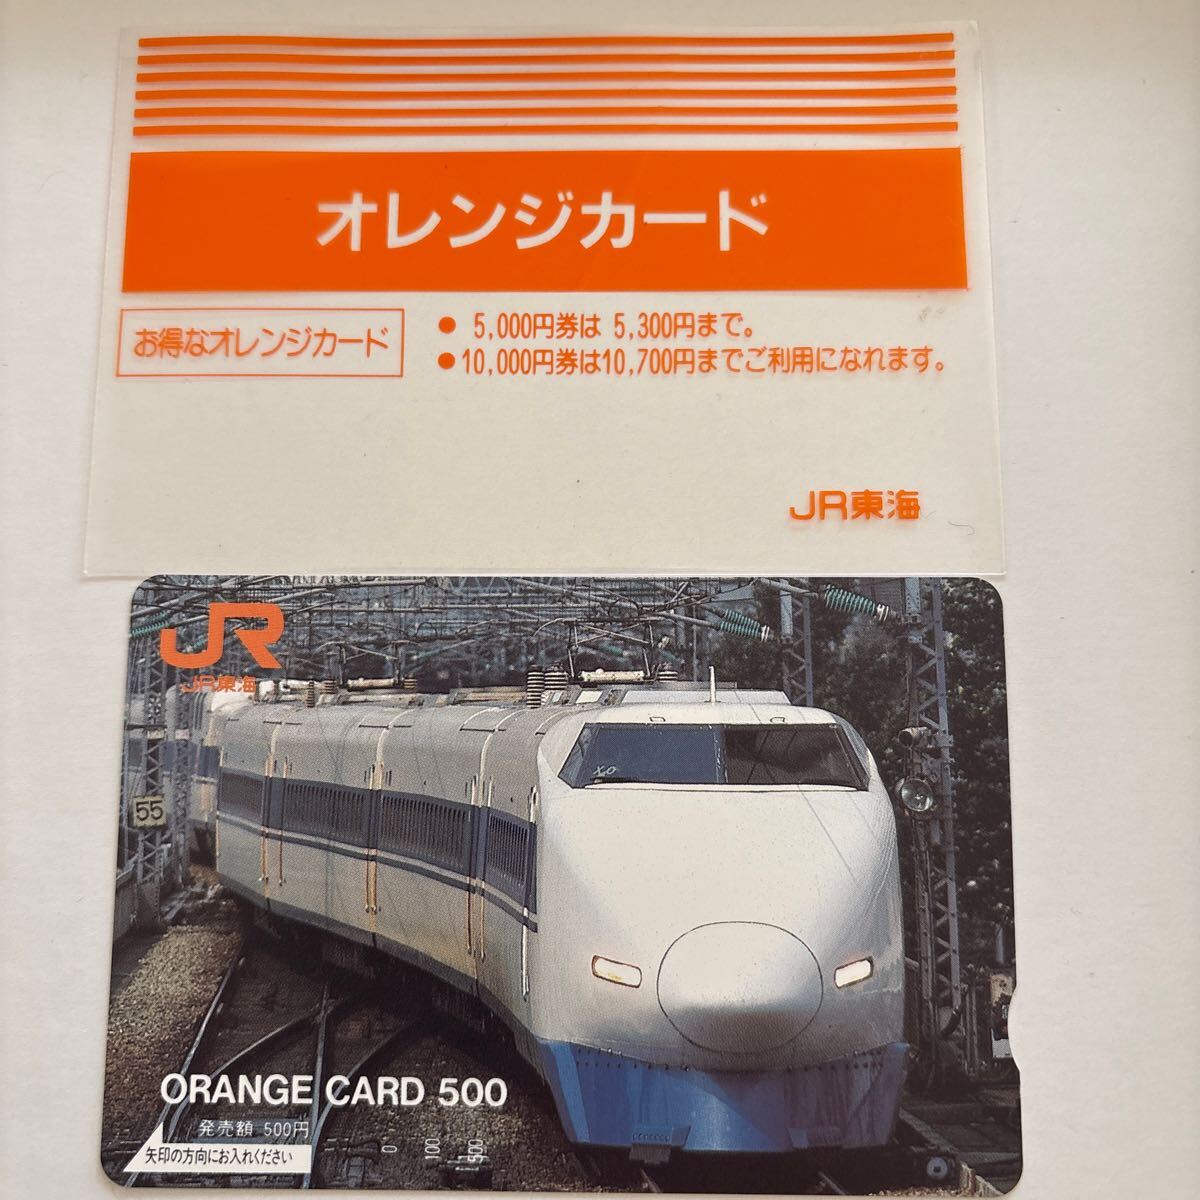 オレンジカード
お得なオレンジカード
● 5,000円券は 5,300円まで。
● 10,000円券は10,700円までご利用になれます。
JR東海
JR
JR東海
XO
55
ORANGE CARD 500
発売額 500円
矢印の方向にお入れください
0 100 500